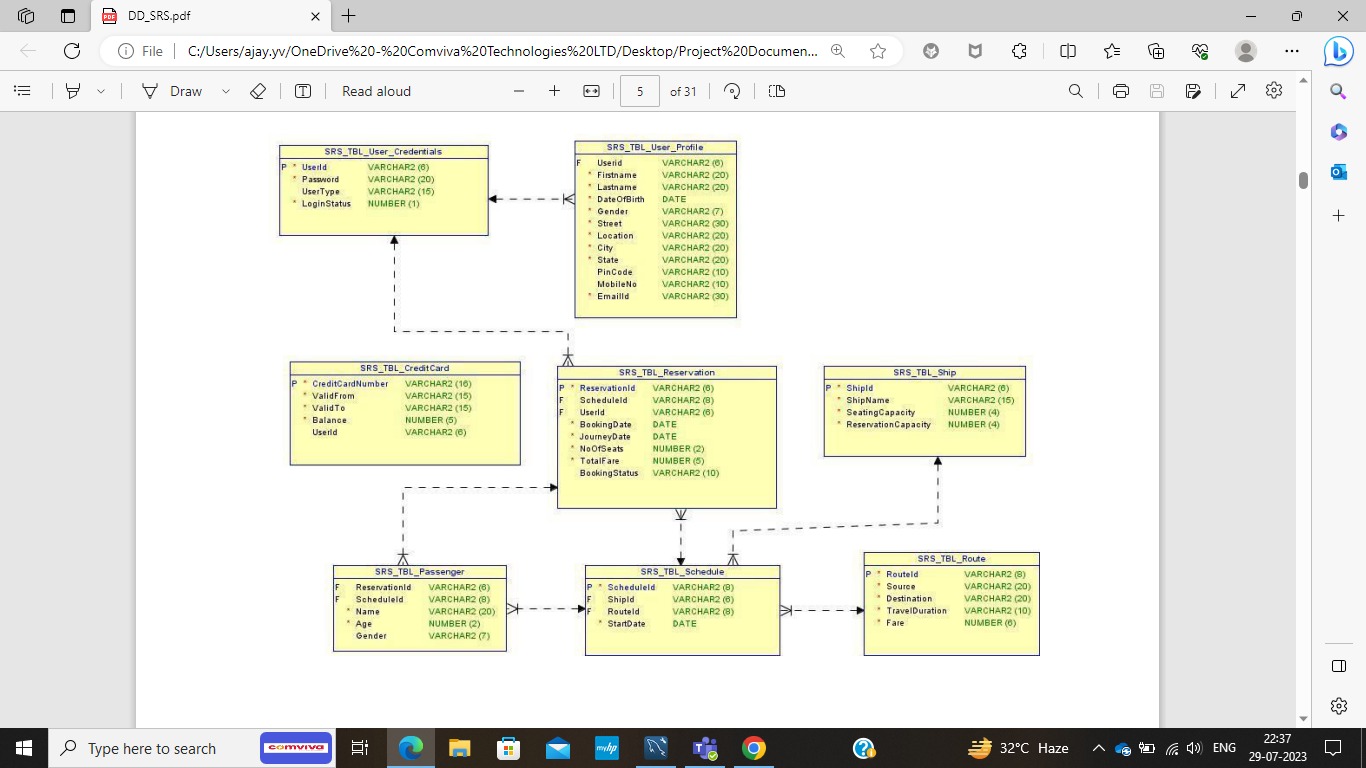 DD_SRS.pdf
File
C:/Users/ajay.yv/OneDrive%20-%20Comviva%20Technologies%20LTD/Desktop/Project%20Documen...
Draw
Read aloud
5
of 31
SRS_TBL_User_Credentials
P * UserId VARCHAR2 (6)
* Password VARCHAR2 (20)
UserType VARCHAR2 (15)
* LoginStatus NUMBER (1)
SRS_TBL_User_Profile
F Userid VARCHAR2 (6)
* Firstname VARCHAR2 (20)
* Lastname VARCHAR2 (20)
* DateOfBirth DATE
* Gender VARCHAR2 (7)
* Street VARCHAR2 (30)
* Location VARCHAR2 (20)
* City VARCHAR2 (20)
* State VARCHAR2 (20)
PinCode VARCHAR2 (10)
MobileNo VARCHAR2 (10)
* EmailId VARCHAR2 (30)
SRS_TBL_CreditCard
P * CreditCardNumber VARCHAR2 (16)
* ValidFrom VARCHAR2 (15)
* ValidTo VARCHAR2 (15)
* Balance NUMBER (5)
UserId VARCHAR2 (6)
SRS_TBL_Reservation
P * ReservationId VARCHAR2 (6)
F ScheduleId VARCHAR2 (8)
F UserId VARCHAR2 (6)
* BookingDate DATE
* JourneyDate DATE
* NoOfSeats NUMBER (2)
* TotalFare NUMBER (5)
BookingStatus VARCHAR2 (10)
SRS_TBL_Ship
P * ShipId VARCHAR2 (6)
* ShipName VARCHAR2 (15)
* SeatingCapacity NUMBER (4)
* ReservationCapacity NUMBER (4)
SRS_TBL_Passenger
F ReservationId VARCHAR2 (6)
F ScheduleId VARCHAR2 (8)
* Name VARCHAR2 (20)
* Age NUMBER (2)
Gender VARCHAR2 (7)
SRS_TBL_Schedule
P * ScheduleId VARCHAR2 (8)
F ShipId VARCHAR2 (6)
F RouteId VARCHAR2 (8)
* StartDate DATE
SRS_TBL_Route
P * RouteId VARCHAR2 (8)
* Source VARCHAR2 (20)
* Destination VARCHAR2 (20)
* TravelDuration VARCHAR2 (10)
* Fare NUMBER (6)
Type here to search
comviva
myhp
32°C Haze
ENG
22:37
29-07-2023